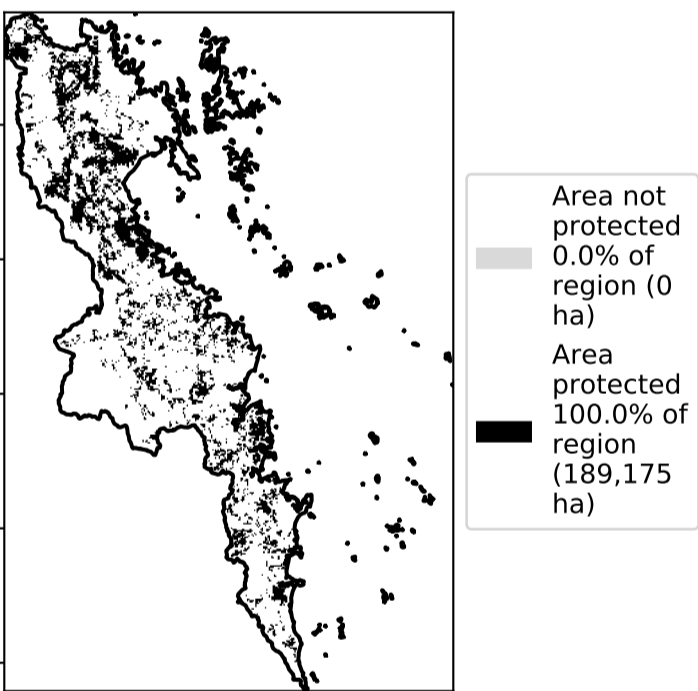 Area not
protected
0.0% of
region (0
ha)
Area
protected
100.0% of
region
(189,175
ha)